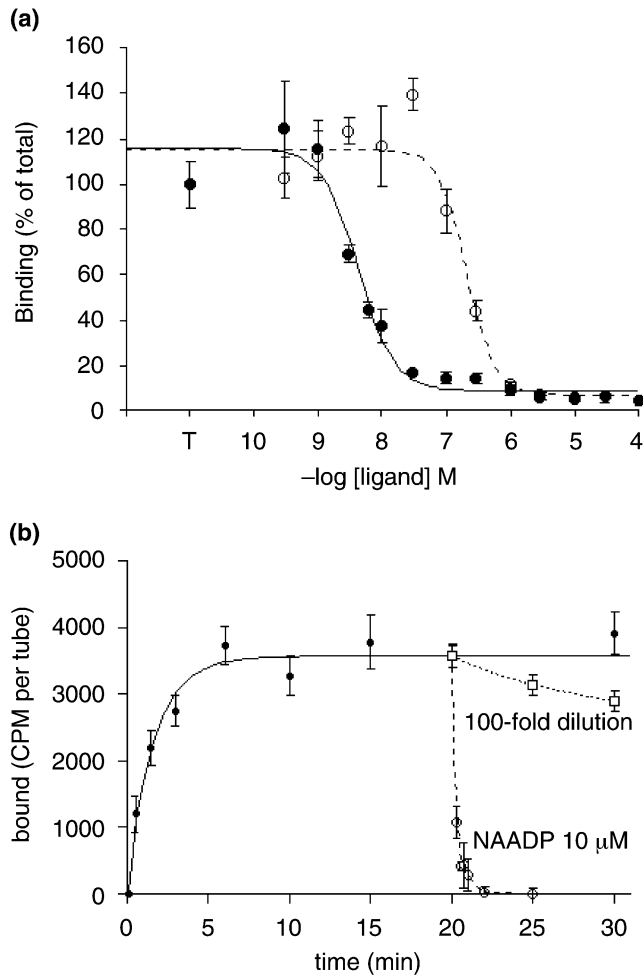 (a)
160
140
120
100
80
60
40
20
0
Binding (% of total)
T 10 9 8 7 6 5 4
–log [ligand] M
(b)
5000
4000
3000
2000
1000
0
bound (CPM per tube)
100-fold dilution
NAADP 10 μM
0 5 10 15 20 25 30
time (min)